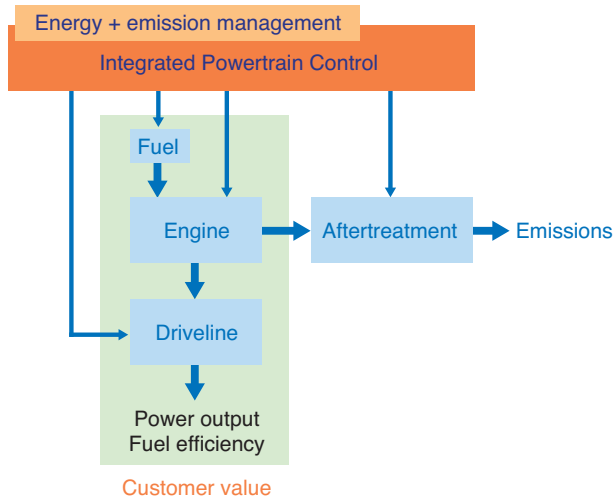 Energy + emission management
Integrated Powertrain Control
Fuel
Engine
Aftertreatment
Emissions
Driveline
Power output
Fuel efficiency
Customer value